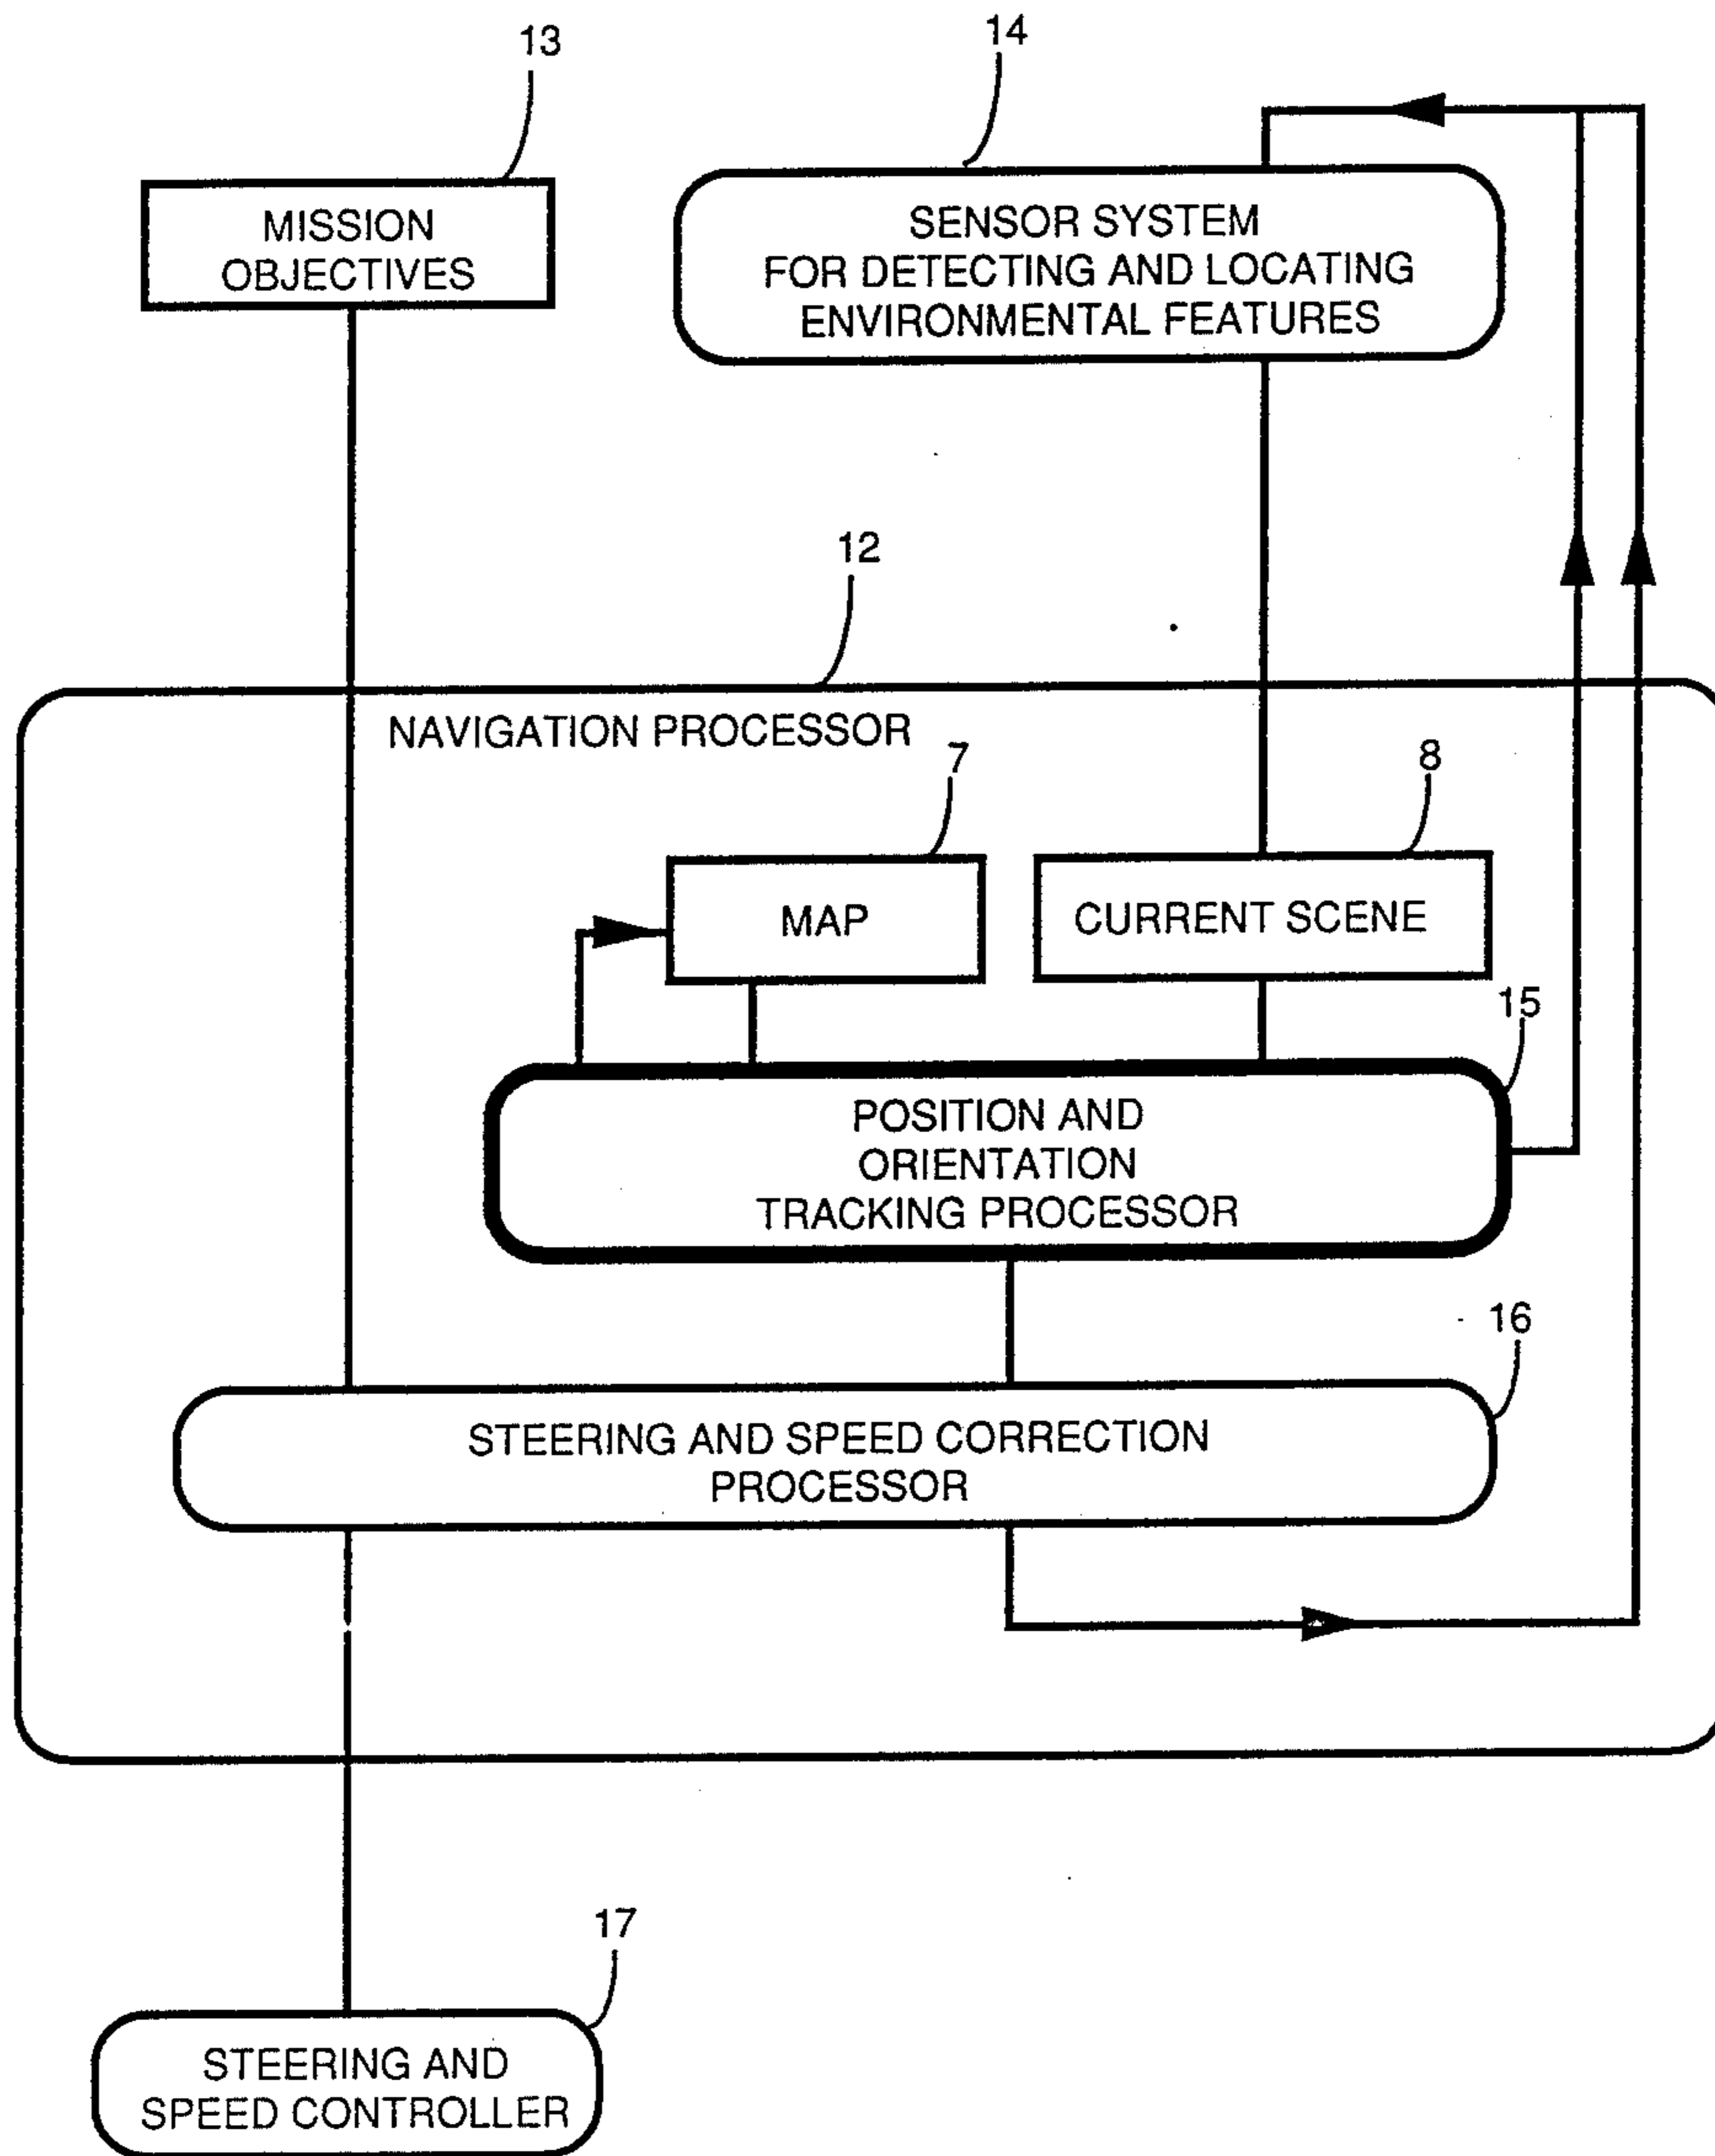 13
14
MISSION
OBJECTIVES
SENSOR SYSTEM
FOR DETECTING AND LOCATING
ENVIRONMENTAL FEATURES
12
NAVIGATION PROCESSOR
7
8
MAP
CURRENT SCENE
15
POSITION AND
ORIENTATION
TRACKING PROCESSOR
16
STEERING AND SPEED CORRECTION
PROCESSOR
17
STEERING AND
SPEED CONTROLLER